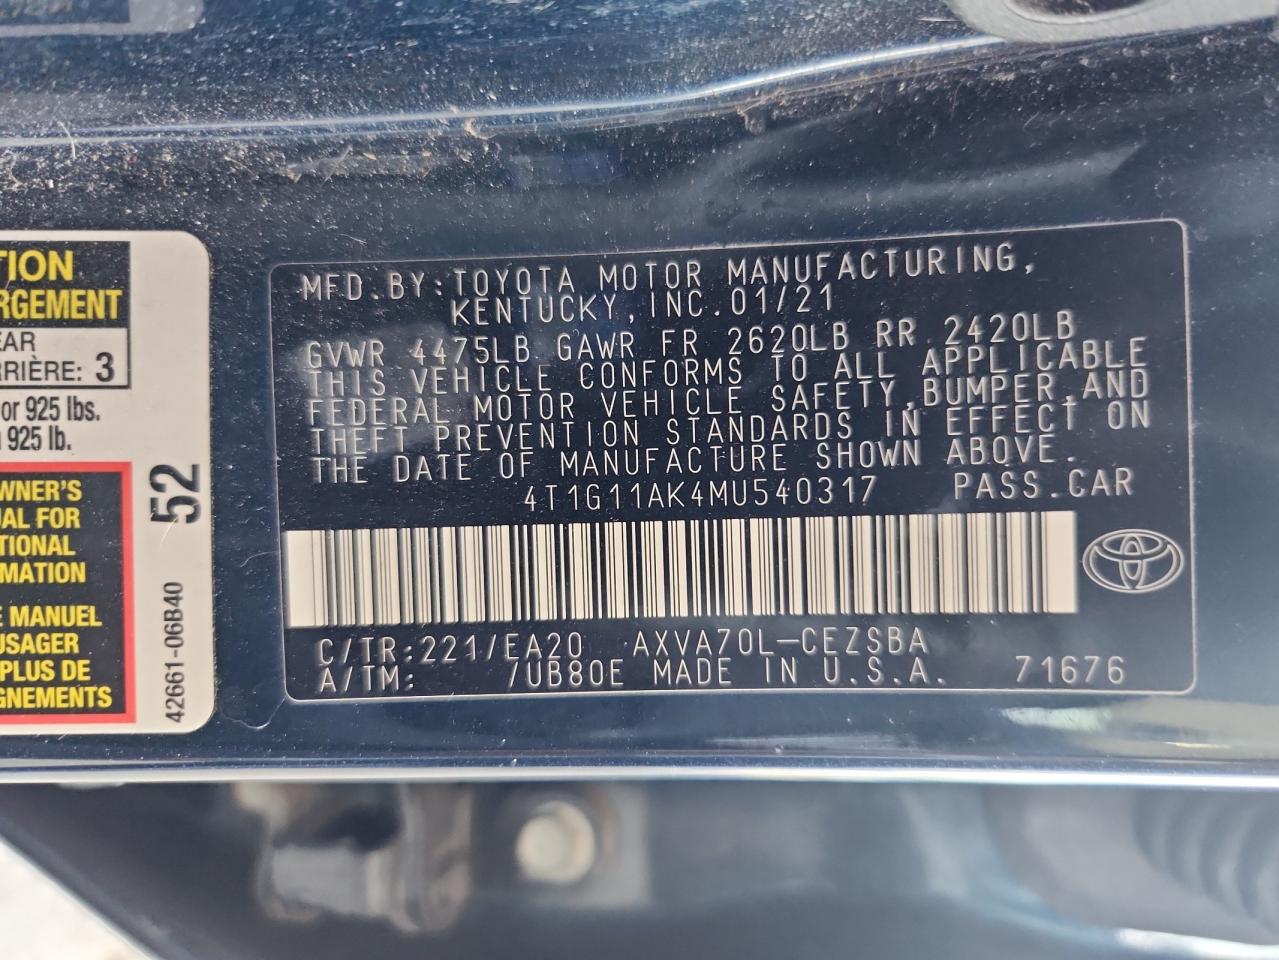 TION
RGEMENT
EAR
RIÈRE: 3
or 925 lbs.
925 lb.
WNER'S
UAL FOR
TIONAL
MATION
E MANUEL
USAGER
PLUS DE
GNEMENTS
52
42661-06B40
MFD.BY:TOYOTA MOTOR MANUFACTURING,
KENTUCKY,INC.01/21
GVWR 4475LB GAWR FR 2620LB RR 2420LB
THIS VEHICLE CONFORMS TO ALL APPLICABLE
FEDERAL MOTOR VEHICLE SAFETY,BUMPER,AND
THEFT PREVENTION STANDARDS IN EFFECT ON
THE DATE OF MANUFACTURE SHOWN ABOVE.
4T1G11AK4MU540317 PASS.CAR
C/TR:221/EA20 AXVA70L-CEZSBA
A/TM: /UB80E MADE IN U.S.A. 71676